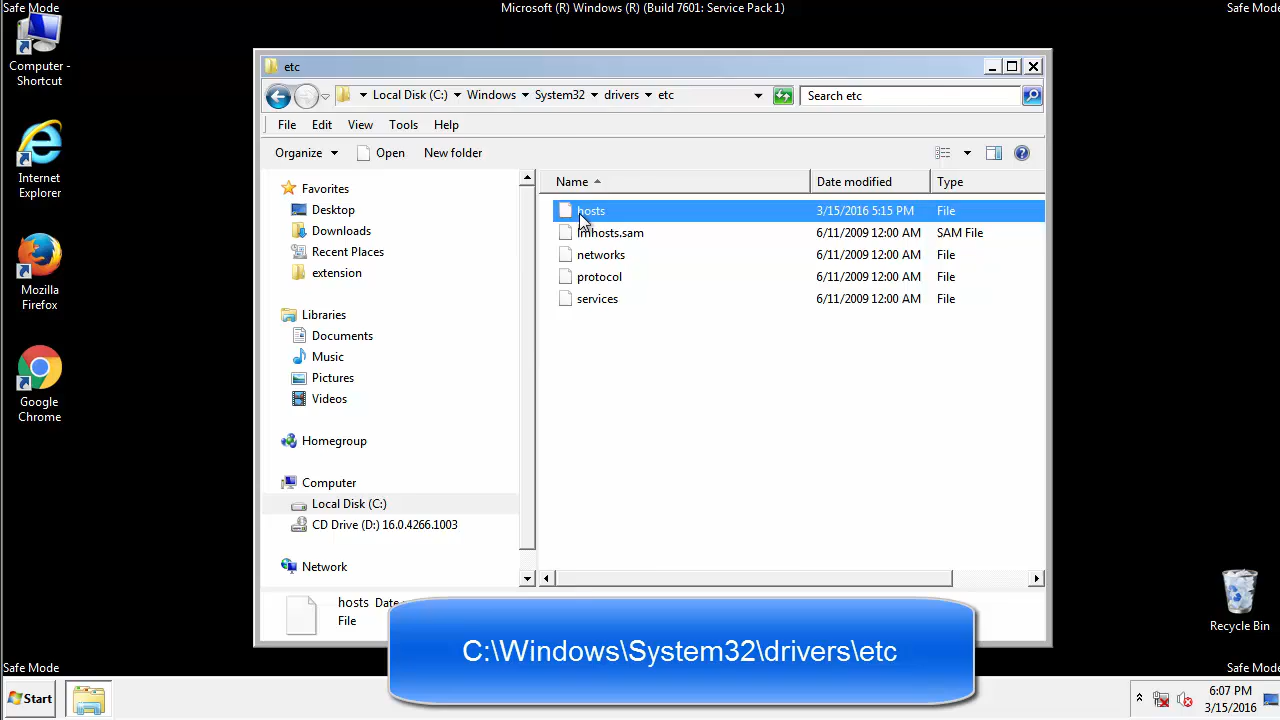 Safe Mode
Microsoft (R) Windows (R) (Build 7601: Service Pack 1)
Safe Mode
Computer -
Shortcut
Internet
Explorer
Mozilla
Firefox
Google
Chrome
etc
Local Disk (C:)
Windows
System32
drivers
etc
Search etc
File Edit View Tools Help
Organize Open New folder
Favorites
Desktop
Downloads
Recent Places
extension
Libraries
Documents
Music
Pictures
Videos
Homegroup
Computer
Local Disk (C:)
CD Drive (D:) 16.0.4266.1003
Network
Name Date modified Type
hosts 3/15/2016 5:15 PM File
lmhosts.sam 6/11/2009 12:00 AM SAM File
networks 6/11/2009 12:00 AM File
protocol 6/11/2009 12:00 AM File
services 6/11/2009 12:00 AM File
hosts
File
C:\Windows\System32\drivers\etc
Recycle Bin
Safe Mode
Safe Mode
Start
6:07 PM
3/15/2016